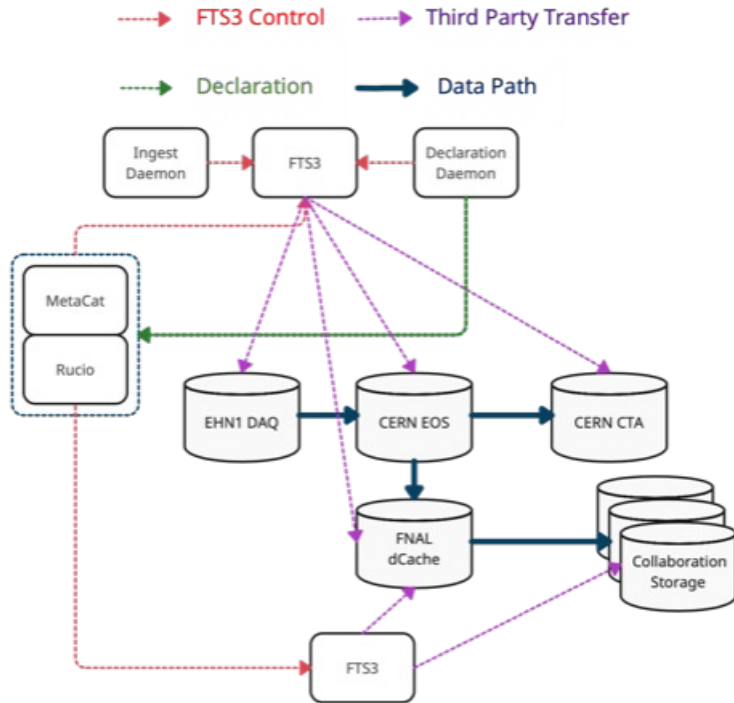 FTS3 Control
Third Party Transfer
Declaration
Data Path
Ingest
Daemon
FTS3
Declaration
Daemon
MetaCat
Rucio
EHN1 DAQ
CERN EOS
CERN CTA
FNAL
dCache
Collaboration
Storage
FTS3